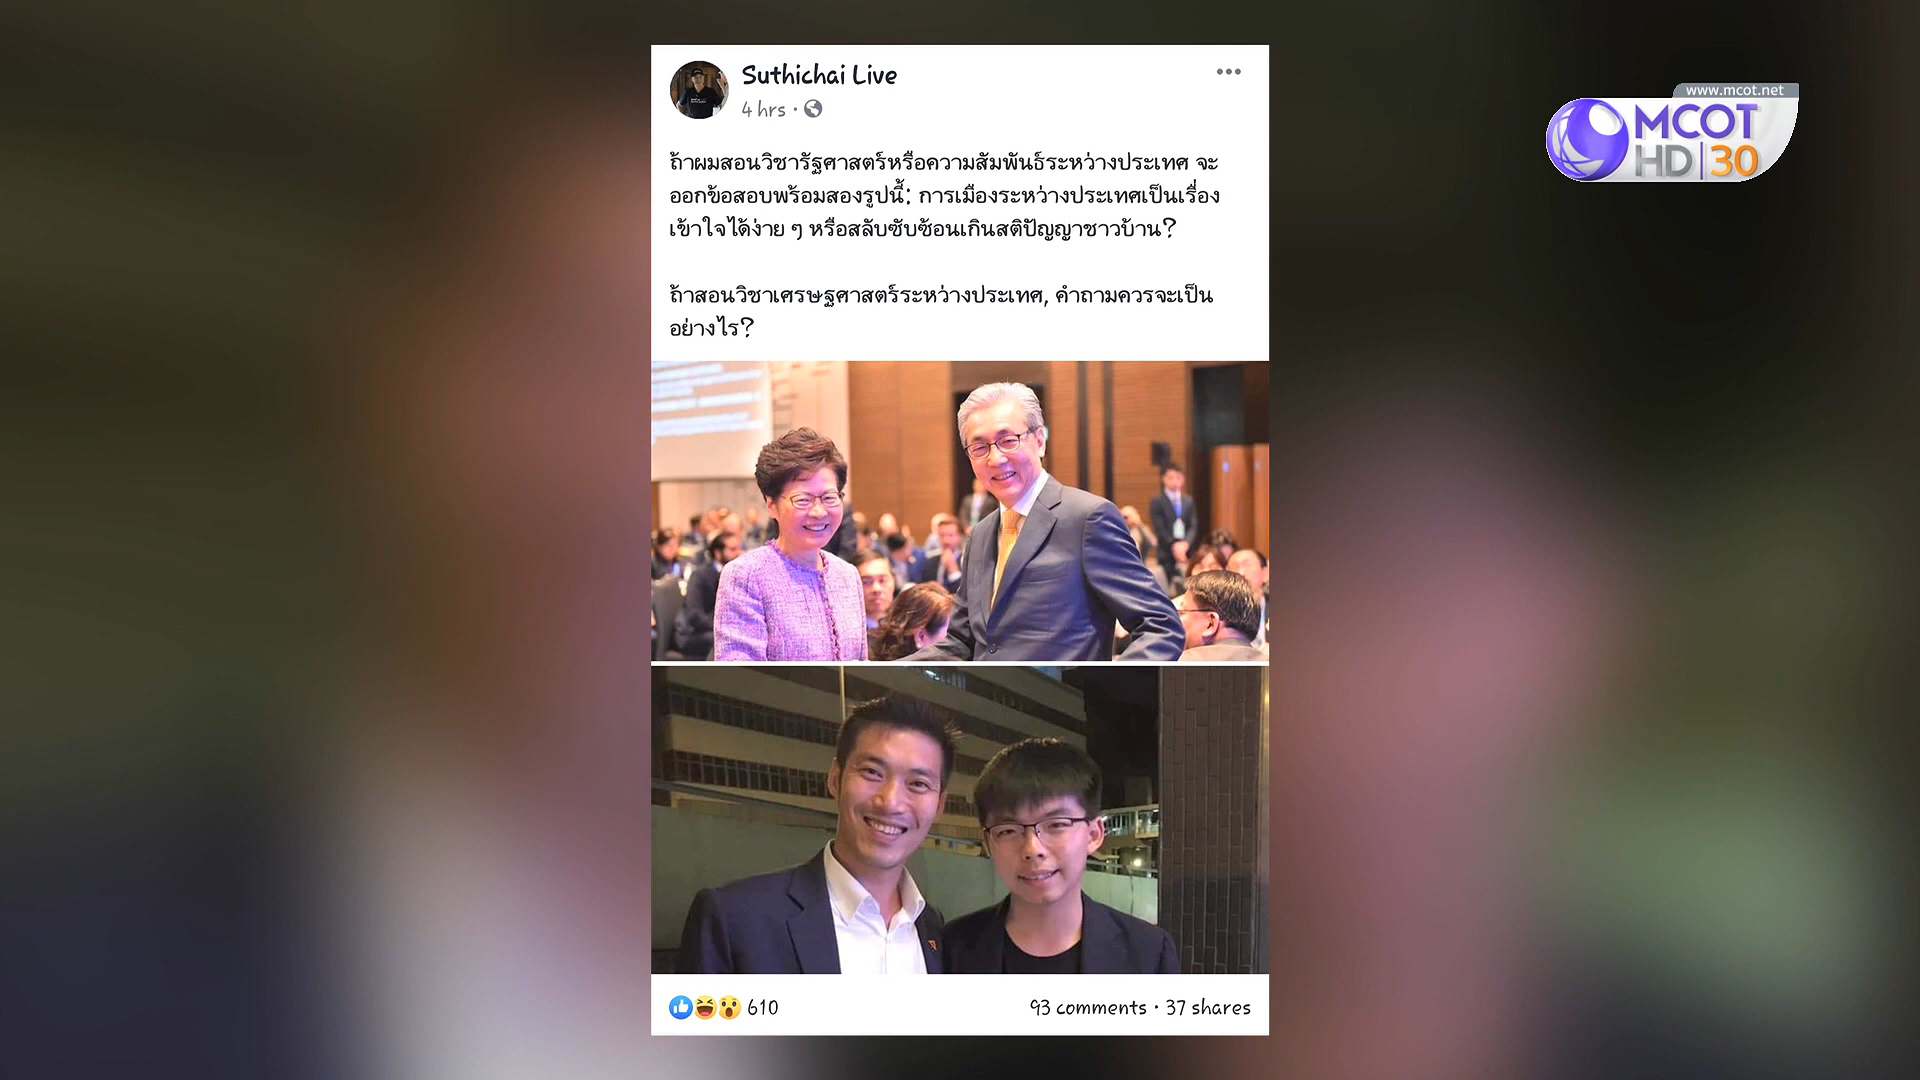 Suthichai Live
4 hrs ·
ถ้าผมสอนวิชารัฐศาสตร์หรือความสัมพันธ์ระหว่างประเทศ จะ
ออกข้อสอบพร้อมสองรูปนี้: การเมืองระหว่างประเทศเป็นเรื่อง
เข้าใจได้ง่าย ๆ หรือสลับซับซ้อนเกินสติปัญญาชาวบ้าน?
ถ้าสอนวิชาเศรษฐศาสตร์ระหว่างประเทศ, คำถามควรจะเป็น
อย่างไร?
610
93 comments · 37 shares
www.mcot.net
MCOT
HD 30